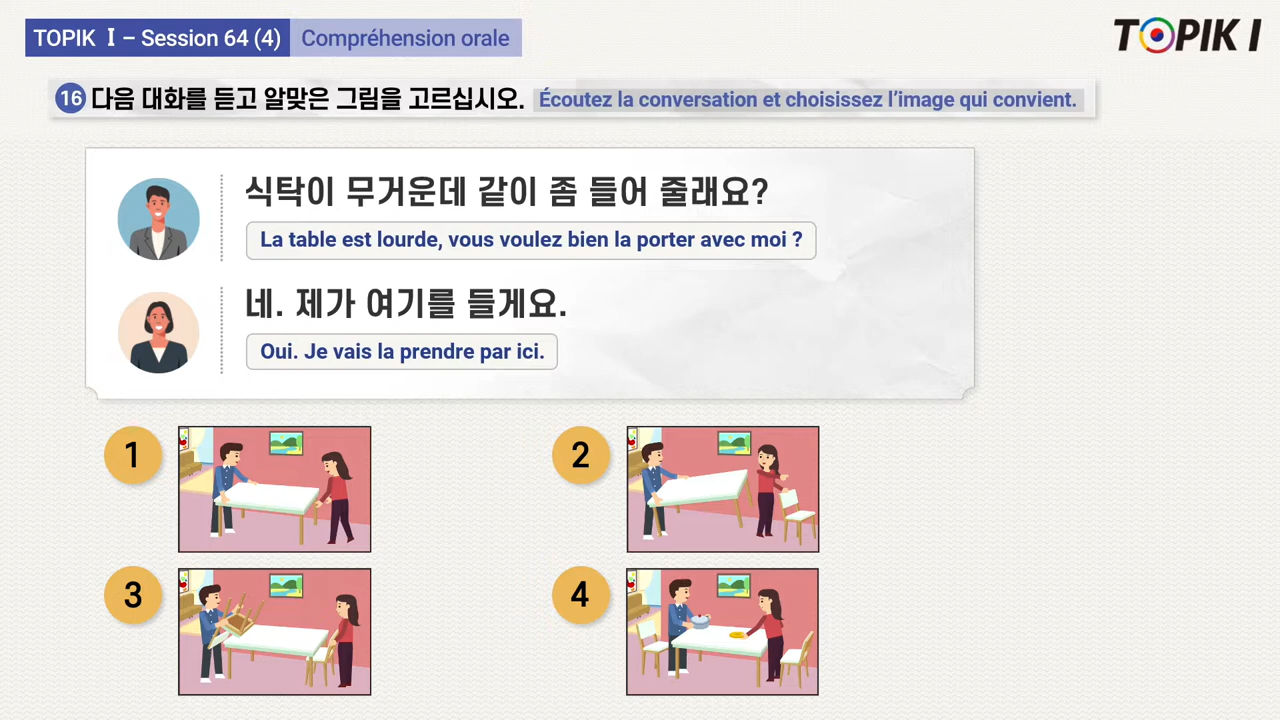 TOPIK Ⅰ – Session 64 (4) Compréhension orale
TOPIK I
16 다음 대화를 듣고 알맞은 그림을 고르십시오. Écoutez la conversation et choisissez l’image qui convient.
식탁이 무거운데 같이 좀 들어 줄래요?
La table est lourde, vous voulez bien la porter avec moi ?
네. 제가 여기를 들게요.
Oui. Je vais la prendre par ici.
1
2
3
4